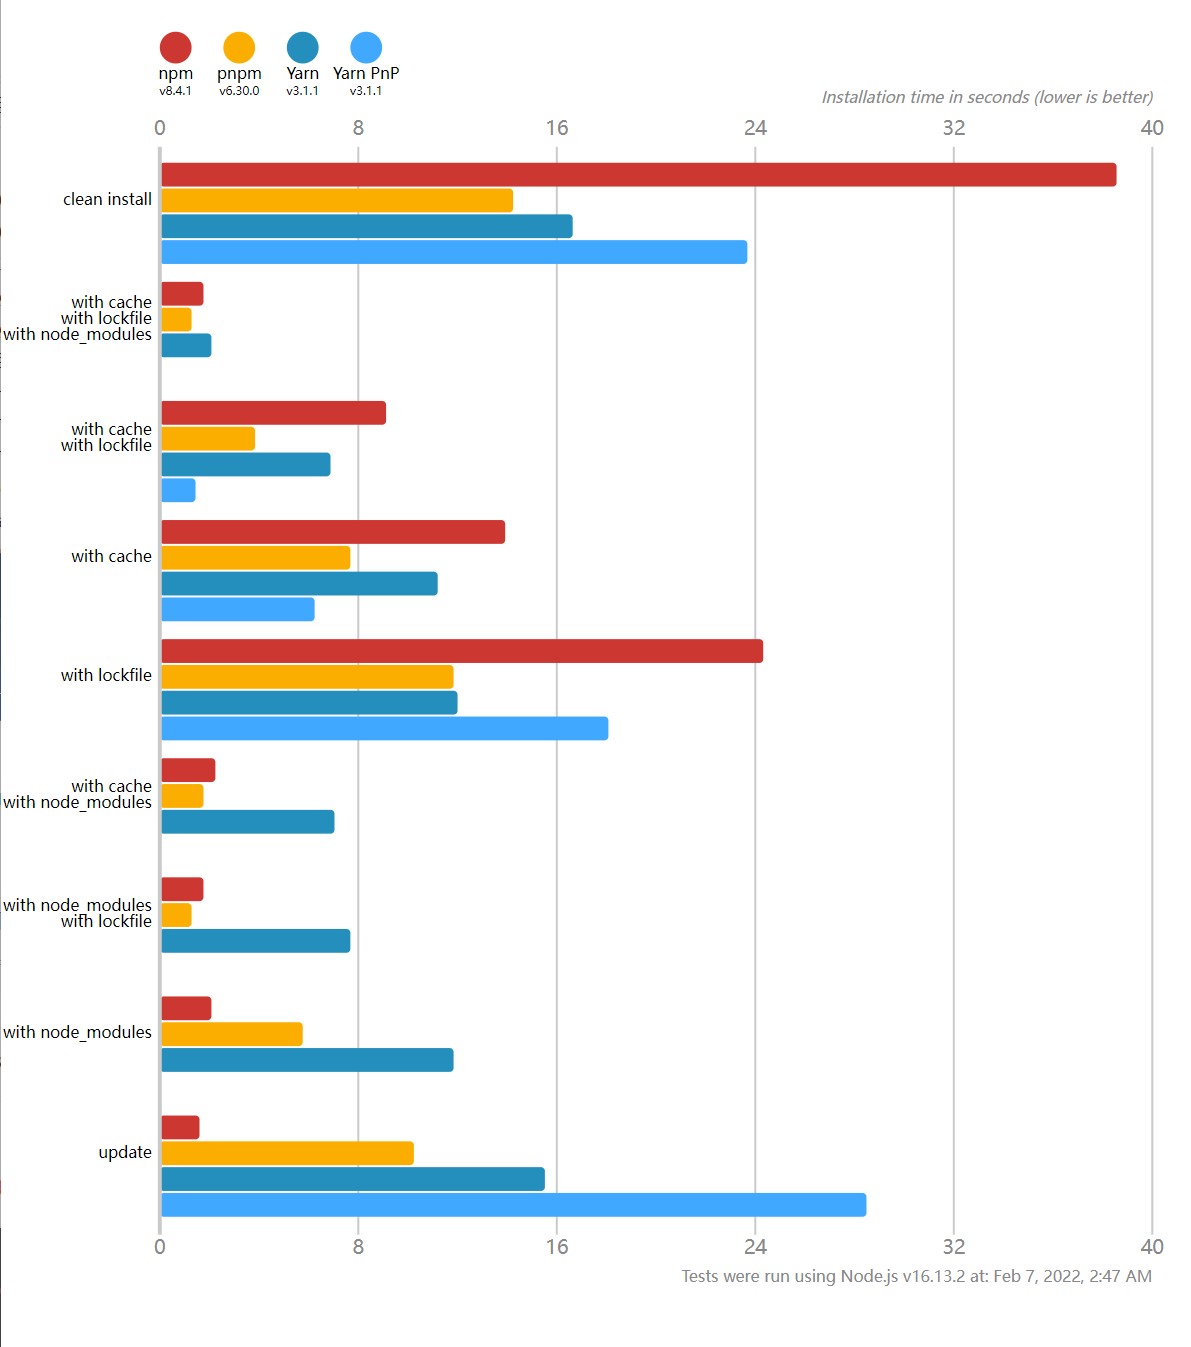 npm pnpm Yarn Yarn PnP
v8.4.1 v6.30.0 v3.1.1 v3.1.1
Installation time in seconds (lower is better)
0 8 16 24 32 40
clean install
with cache
with lockfile
with node_modules
with cache
with lockfile
with cache
with lockfile
with cache
with node_modules
with node_modules
with lockfile
with node_modules
update
0 8 16 24 32 40
Tests were run using Node.js v16.13.2 at: Feb 7, 2022, 2:47 AM